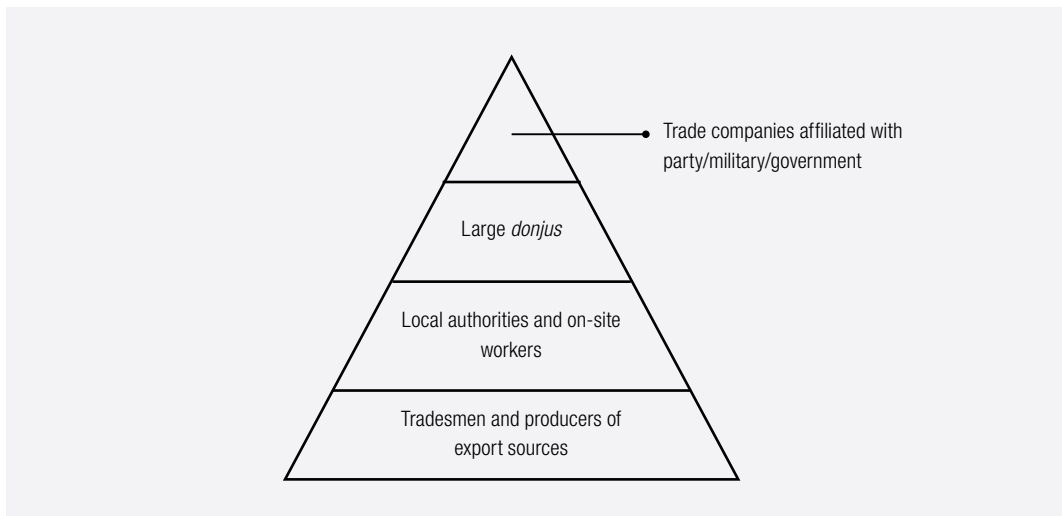 Trade companies affiliated with
party/military/government
Large donjus
Local authorities and on-site
workers
Tradesmen and producers of
export sources